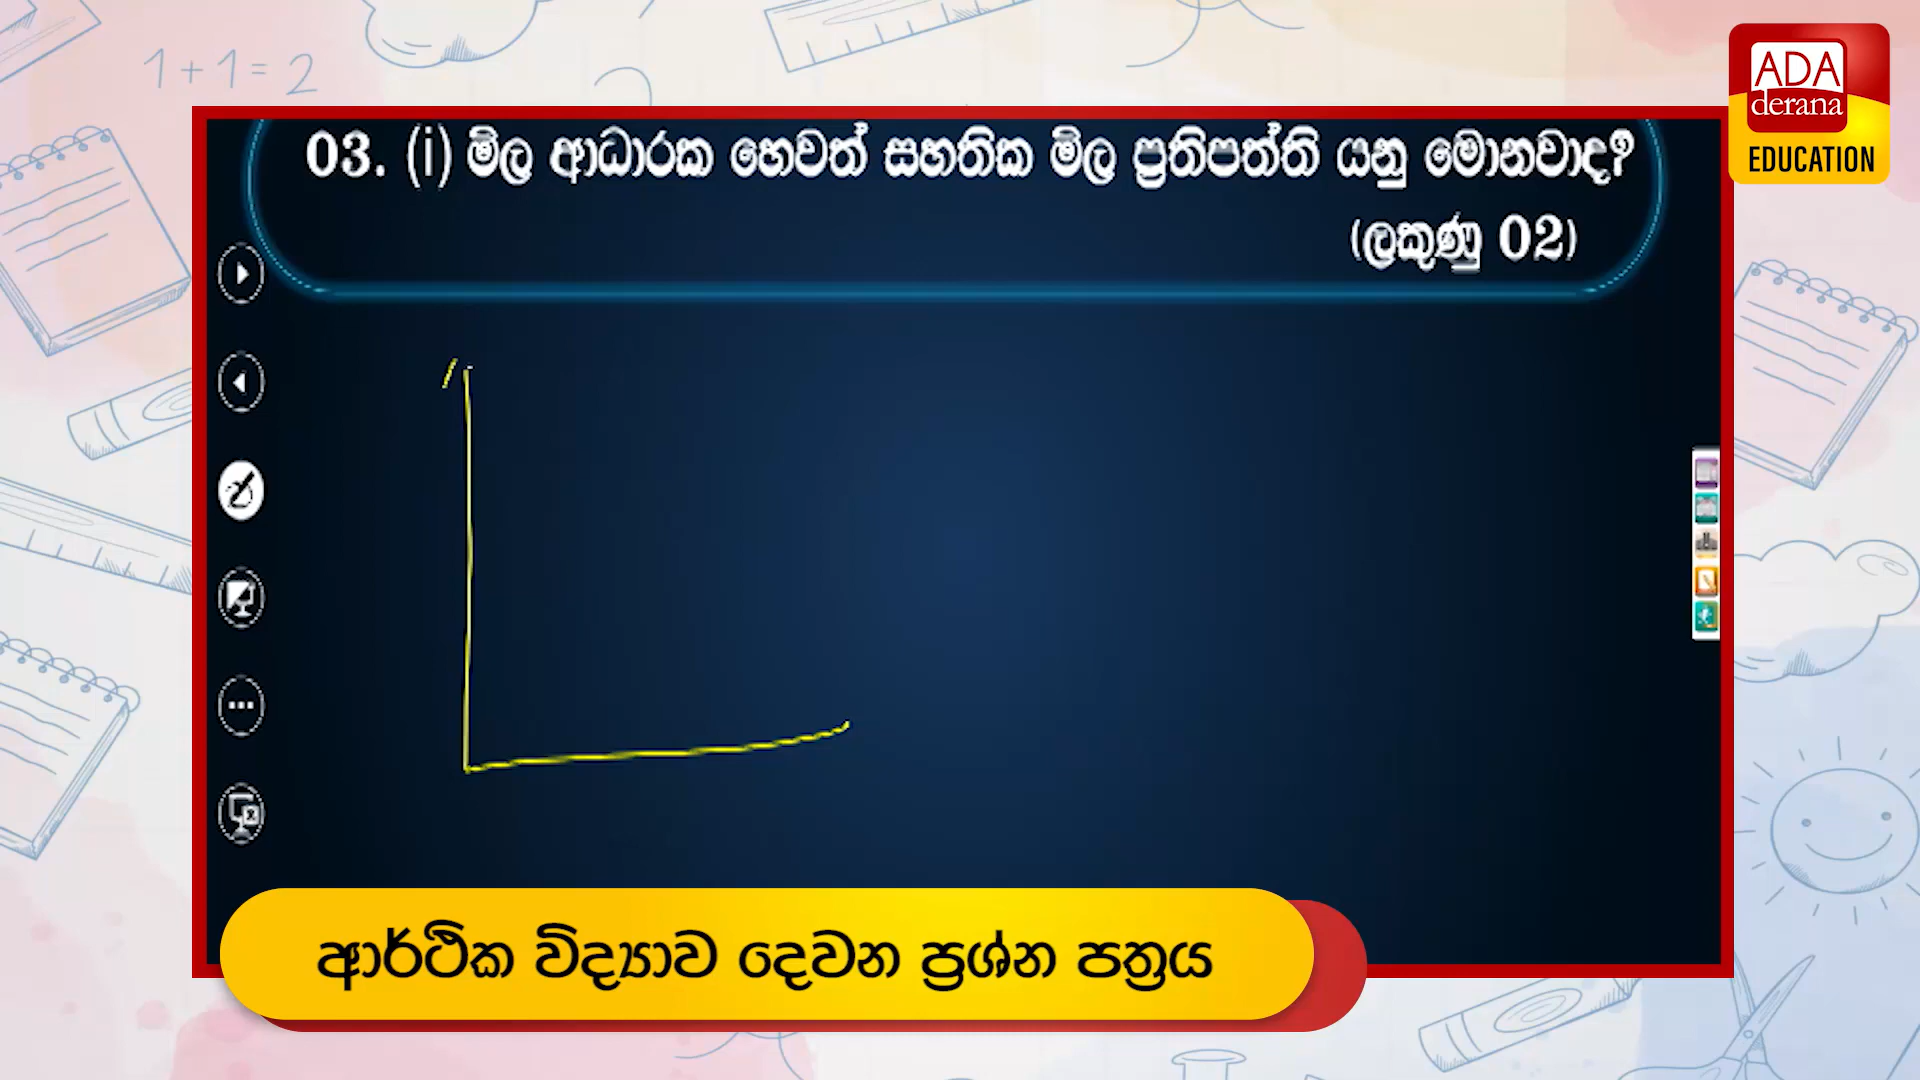 1+1=2
ADA
derana
EDUCATION
03. (i) මිල ආධාරක හෙවත් සහතික මිල ප්‍රතිපත්ති යනු මොනවාද?
(ලකුණු 02)
ආර්ථික විද්‍යාව දෙවන ප්‍රශ්න පත්‍රය